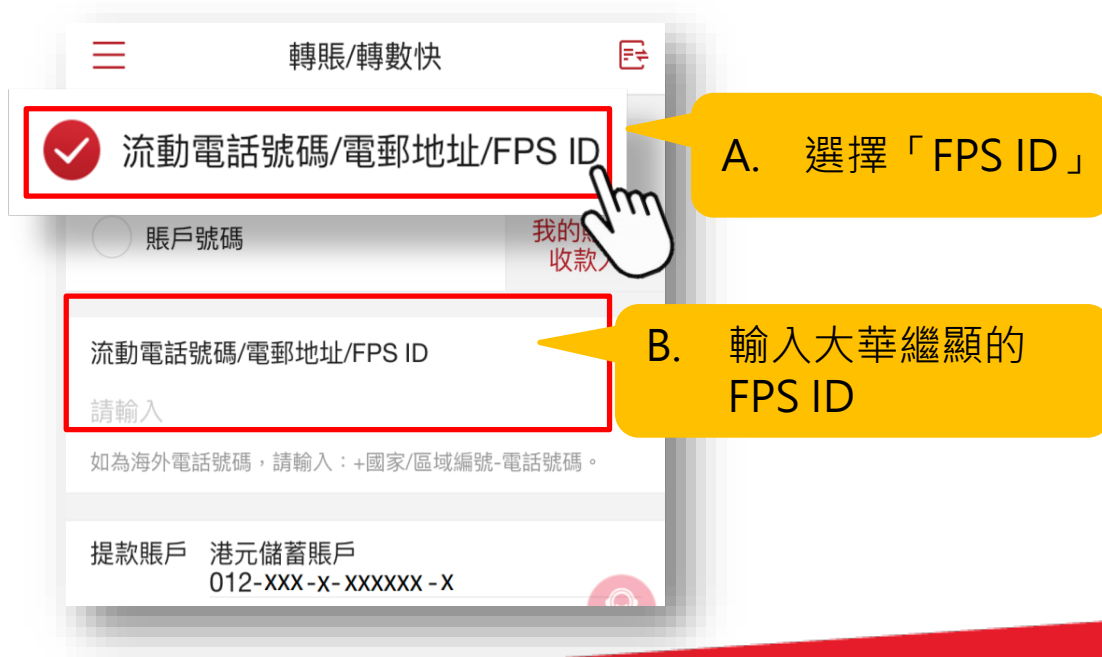 轉賬/轉數快
流動電話號碼/電郵地址/FPS ID
A. 選擇「FPS ID」
賬戶號碼
我的
收款
流動電話號碼/電郵地址/FPS ID
請輸入
B. 輸入大華繼顯的
FPS ID
如為海外電話號碼，請輸入：+國家/區域編號-電話號碼。
提款賬戶 港元儲蓄賬戶
012-XXX-X-XXXXXX-X